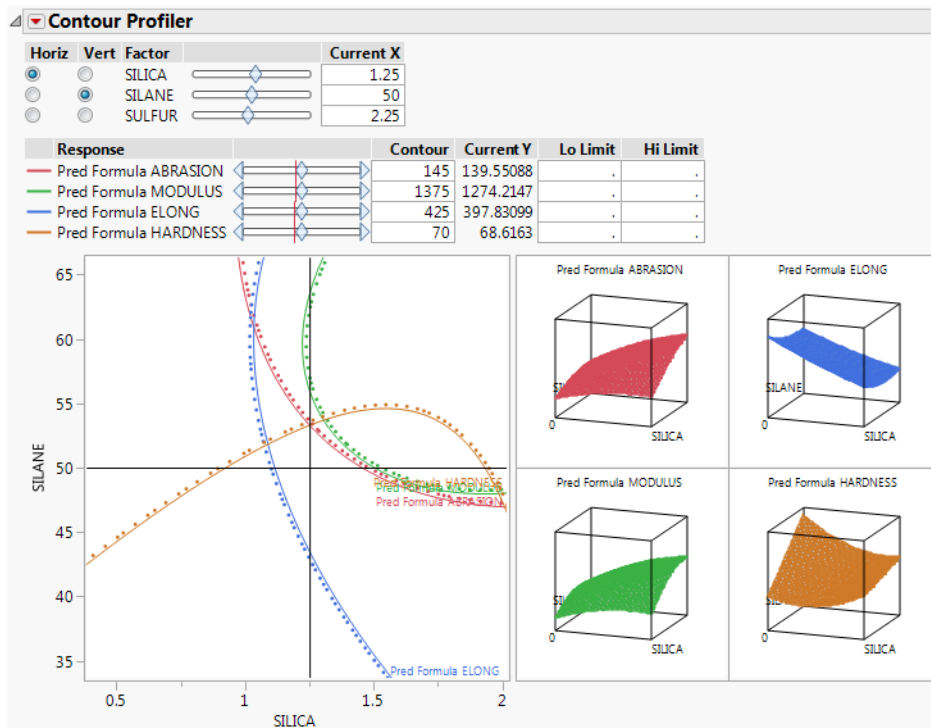 Contour Profiler
Horiz Vert Factor Current X
SILICA 1.25
SILANE 50
SULFUR 2.25
Response Contour Current Y Lo Limit Hi Limit
Pred Formula ABRASION 145 139.55088 . .
Pred Formula MODULUS 1375 1274.2147 . .
Pred Formula ELONG 425 397.83099 . .
Pred Formula HARDNESS 70 68.6163 . .
65
60
55
50
45
40
35
SILANE
Pred Formula HARDNESS
Pred Formula MODULUS
Pred Formula ABRASION
Pred Formula ELONG
0.5 1 1.5 2
SILICA
Pred Formula ABRASION
SILANE
0
SILICA
Pred Formula ELONG
SILANE
0
SILICA
Pred Formula MODULUS
0
SILICA
Pred Formula HARDNESS
0
SILICA